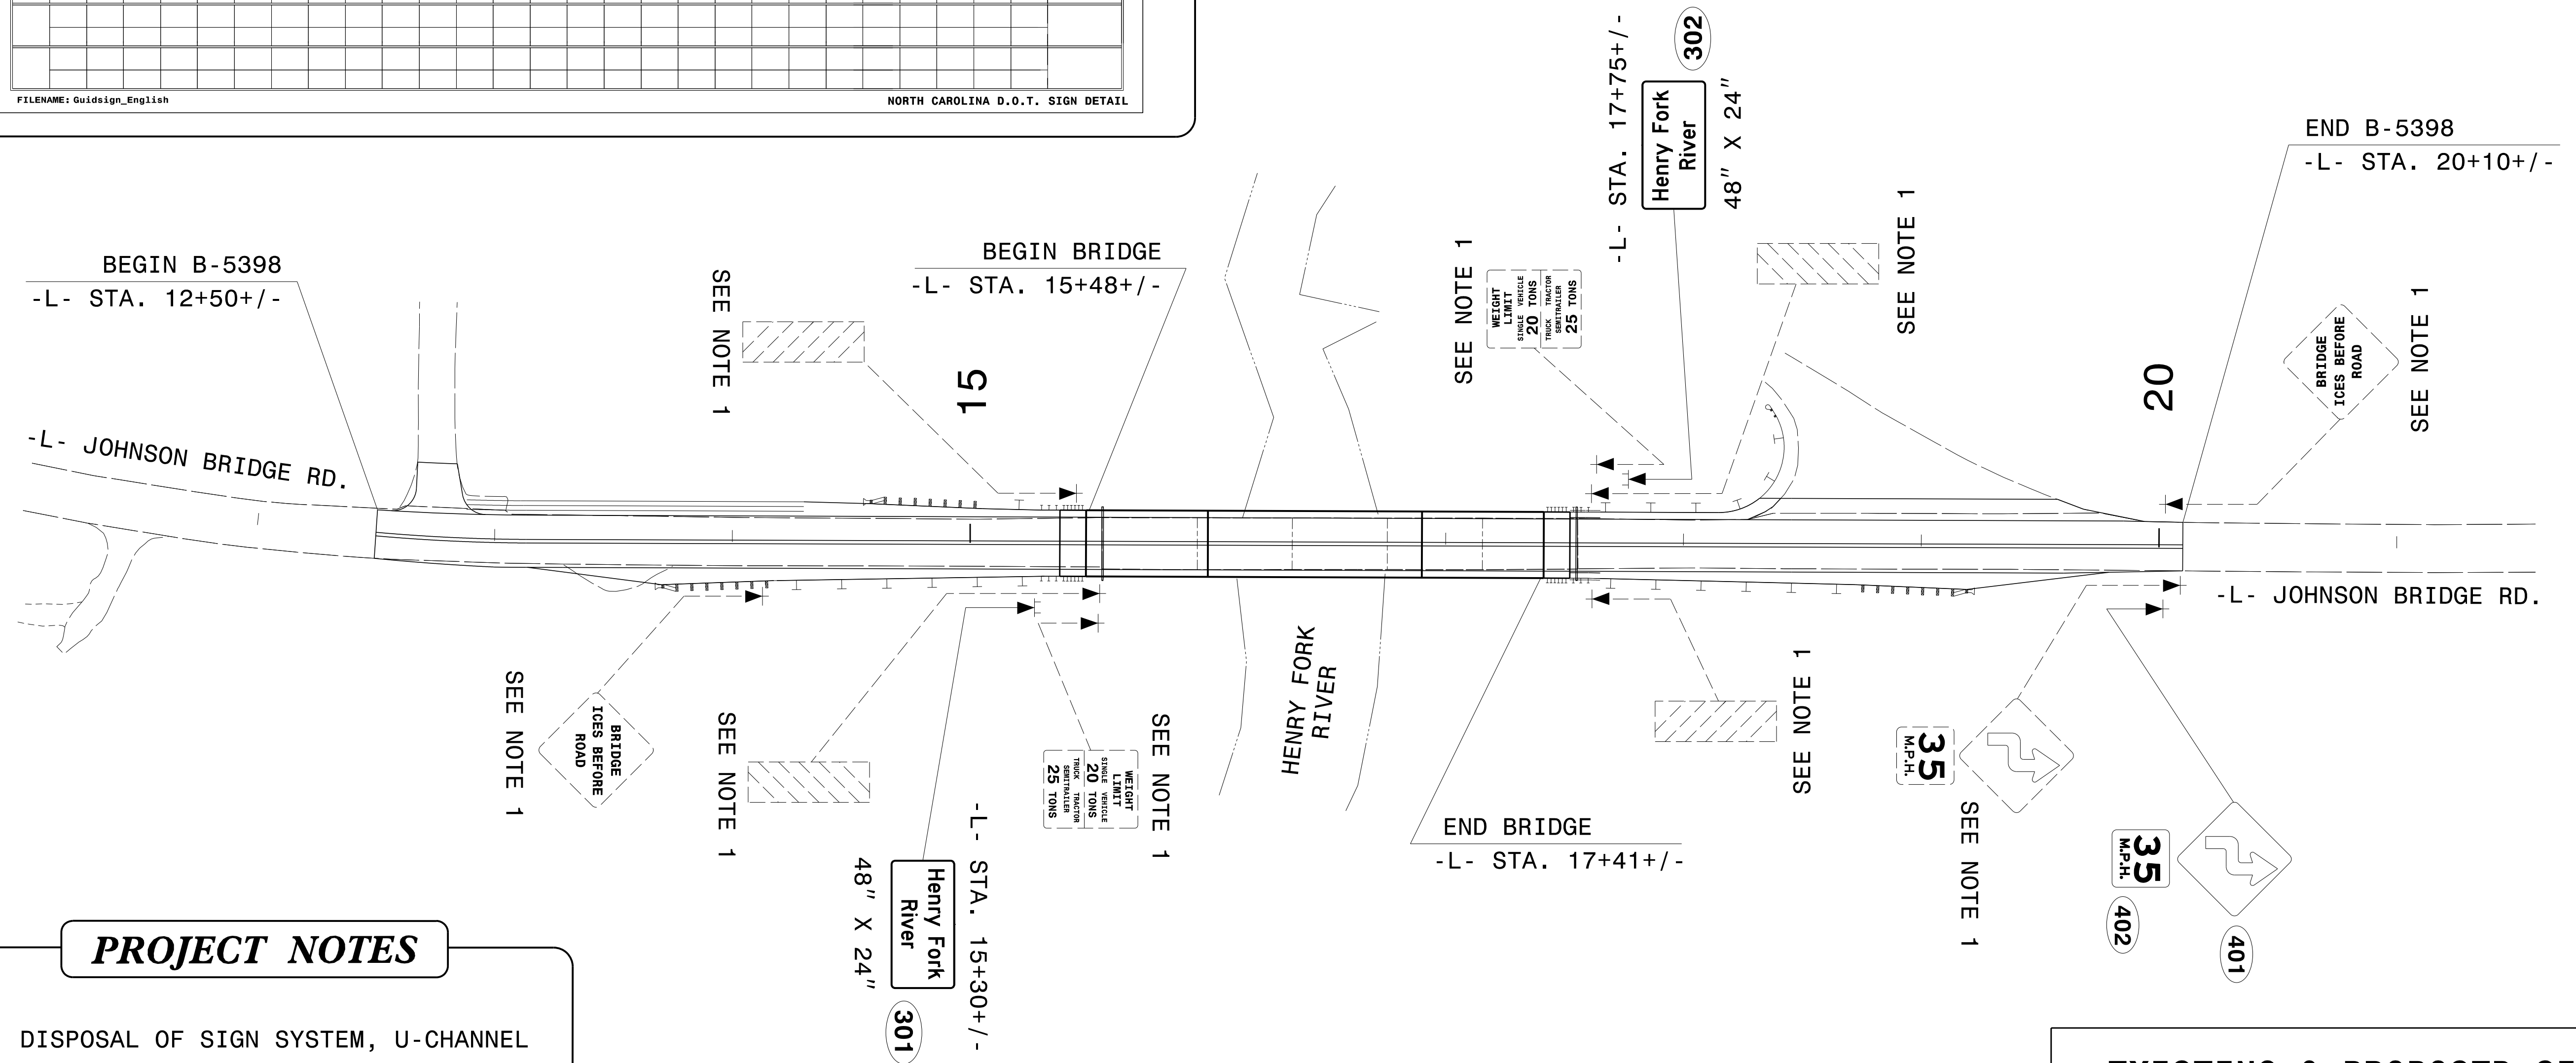 FILENAME: Guidsign_English
NORTH CAROLINA D.O.T. SIGN DETAIL
302
-L- STA. 17+75+/-
Henry Fork
River
48" X 24"
END B-5398
-L- STA. 20+10+/-
BEGIN B-5398
-L- STA. 12+50+/-
SEE NOTE 1
BEGIN BRIDGE
-L- STA. 15+48+/-
15
SEE NOTE 1
WEIGHT
LIMIT
SINGLE VEHICLE
20 TONS
TRUCK TRACTOR
SEMITRAILER
25 TONS
SEE NOTE 1
20
BRIDGE
ICES BEFORE
ROAD
SEE NOTE 1
-L- JOHNSON BRIDGE RD.
-L- JOHNSON BRIDGE RD.
SEE NOTE 1
BRIDGE
ICES BEFORE
ROAD
SEE NOTE 1
WEIGHT
LIMIT
SINGLE VEHICLE
20 TONS
TRUCK TRACTOR
SEMITRAILER
25 TONS
SEE NOTE 1
HENRY FORK
RIVER
SEE NOTE 1
35
M.P.H.
SEE NOTE 1
END BRIDGE
-L- STA. 17+41+/-
35
M.P.H.
402
401
48" X 24"
Henry Fork
River
-L- STA. 15+30+/-
301
PROJECT NOTES
DISPOSAL OF SIGN SYSTEM, U-CHANNEL